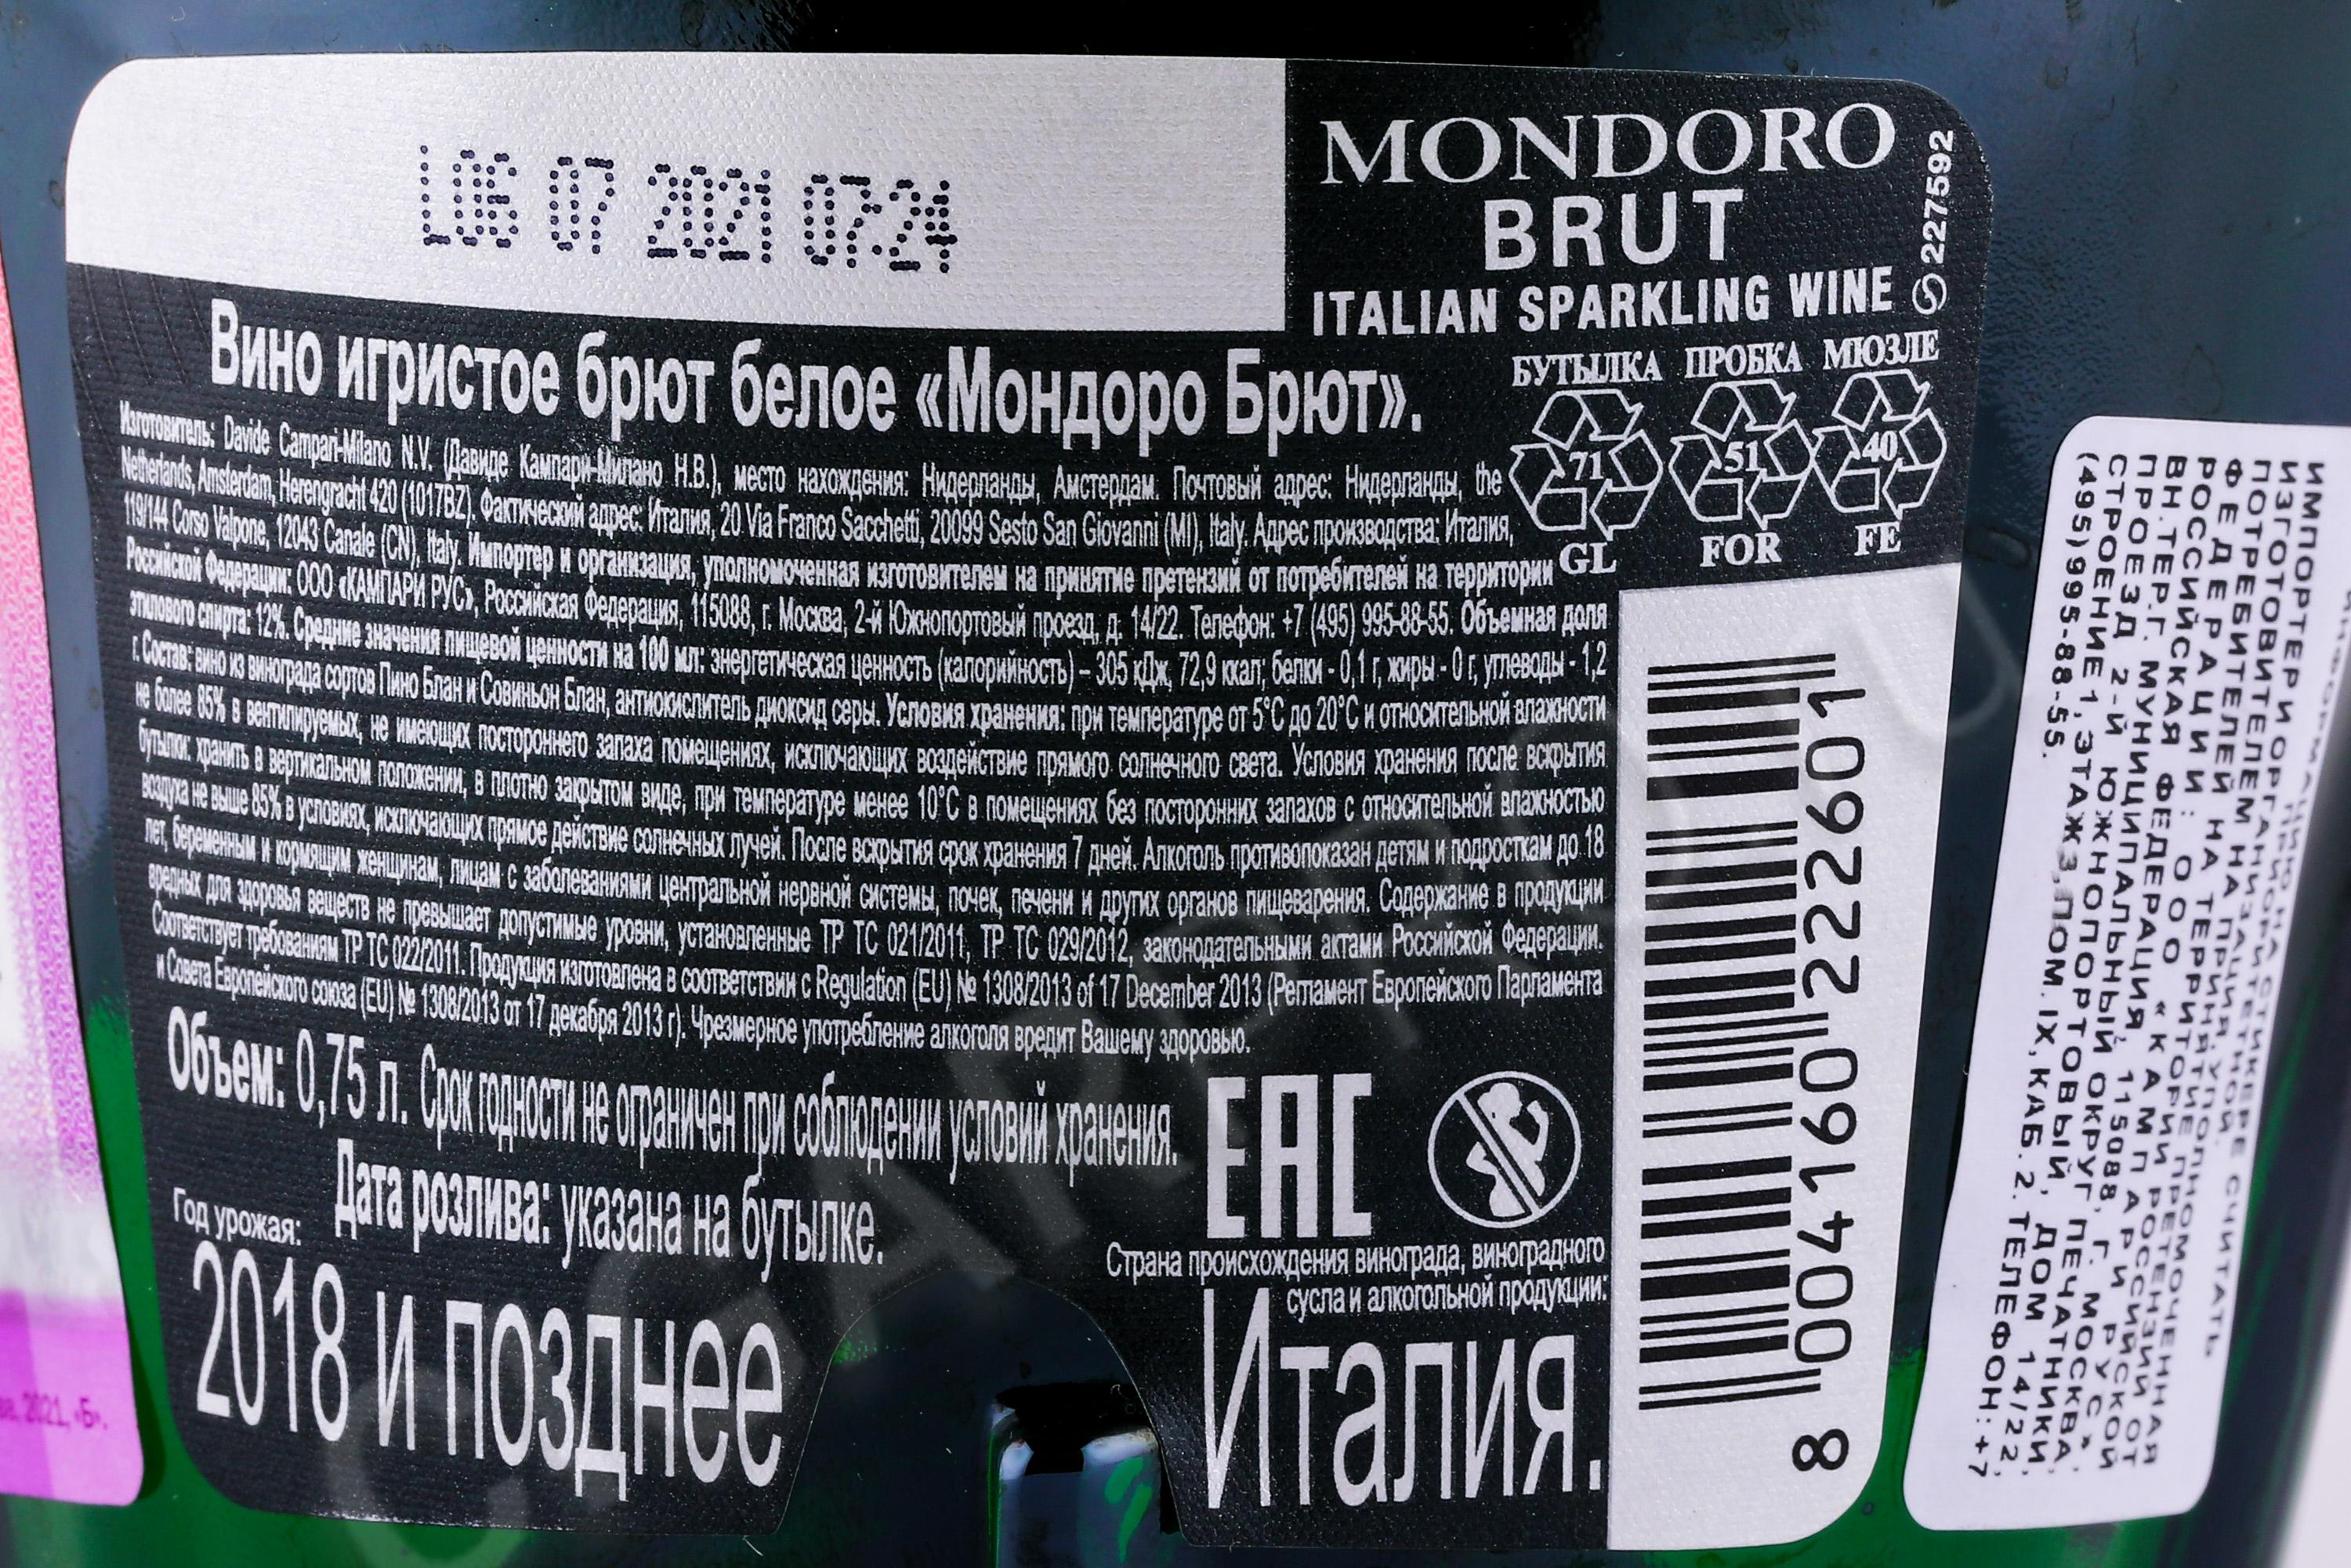 L06 07 2021 07:24
MONDORO
BRUT
ITALIAN SPARKLING WINE
227592
БУТЫЛКА ПРОБКА МЮЗЛЕ
71 51 40
GL FOR FE
Вино игристое брют белое «Мондоро Брют».
Изготовитель: Davide Campari-Milano N.V. (Давиде Кампари-Милано Н.В.), место нахождения: Нидерланды, Амстердам. Почтовый адрес: Нидерланды, the
Netherlands, Amsterdam, Herengracht 420 (1017BZ). Фактический адрес: Италия, 20 Via Franco Sacchetti, 20099 Sesto San Giovanni (MI), Italy. Адрес производства: Италия,
119/144 Corso Valpone, 12043 Canale (CN), Italy. Импортер и организация, уполномоченная изготовителем на принятие претензий от потребителей на территории
Российской Федерации: ООО «КАМПАРИ РУС», Российская Федерация, 115088, г. Москва, 2-й Южнопортовый проезд, д. 14/22. Телефон: +7 (495) 995-88-55. Объемная доля
этилового спирта: 12%. Средние значения пищевой ценности на 100 мл: энергетическая ценность (калорийность) – 305 кДж, 72,9 ккал; белки - 0,1 г, жиры - 0 г, углеводы - 1,2
г. Состав: вино из винограда сортов Пино Блан и Совиньон Блан, антиокислитель диоксид серы. Условия хранения: при температуре от 5°С до 20°С и относительной влажности
не более 85% в вентилируемых, не имеющих постороннего запаха помещениях, исключающих воздействие прямого солнечного света. Условия хранения после вскрытия
бутылки: хранить в вертикальном положении, в плотно закрытом виде, при температуре менее 10°С в помещениях без посторонних запахов с относительной влажностью
воздуха не выше 85% в условиях, исключающих прямое действие солнечных лучей. После вскрытия срок хранения 7 дней. Алкоголь противопоказан детям и подросткам до 18
лет, беременным и кормящим женщинам, лицам с заболеваниями центральной нервной системы, почек, печени и других органов пищеварения. Содержание в продукции
вредных для здоровья веществ не превышает допустимые уровни, установленные ТР ТС 021/2011, ТР ТС 029/2012, законодательными актами Российской Федерации.
Соответствует требованиям ТР ТС 022/2011. Продукция изготовлена в соответствии с Regulation (EU) № 1308/2013 of 17 December 2013 (Регламент Европейского Парламента
и Совета Европейского союза (EU) № 1308/2013 от 17 декабря 2013 г). Чрезмерное употребление алкоголя вредит Вашему здоровью.
Объем: 0,75 л. Срок годности не ограничен при соблюдении условий хранения.
Дата розлива: указана на бутылке.
Год урожая:
2018 и позднее
ЕАС
Страна происхождения винограда, виноградного
сусла и алкогольной продукции:
Италия.
8 004160 222601
ИМПОРТЕР И ОРГАНИЗАЦИЯ, УПОЛНОМОЧЕННАЯ
ИЗГОТОВИТЕЛЕМ НА ПРИНЯТИЕ ПРЕТЕНЗИЙ ОТ
ПОТРЕБИТЕЛЕЙ НА ТЕРРИТОРИИ РОССИЙСКОЙ
ФЕДЕРАЦИИ: ООО «КАМПАРИ РУС»,
РОССИЙСКАЯ ФЕДЕРАЦИЯ, 115088, Г. МОСКВА,
ВН.ТЕР.Г. МУНИЦИПАЛЬНЫЙ ОКРУГ ПЕЧАТНИКИ,
ПРОЕЗД 2-Й ЮЖНОПОРТОВЫЙ, ДОМ 14/22,
СТРОЕНИЕ 1, ЭТАЖ 3, ПОМ. IX, КАБ. 2. ТЕЛЕФОН: +7
(495) 995-88-55.
2021, «Б».